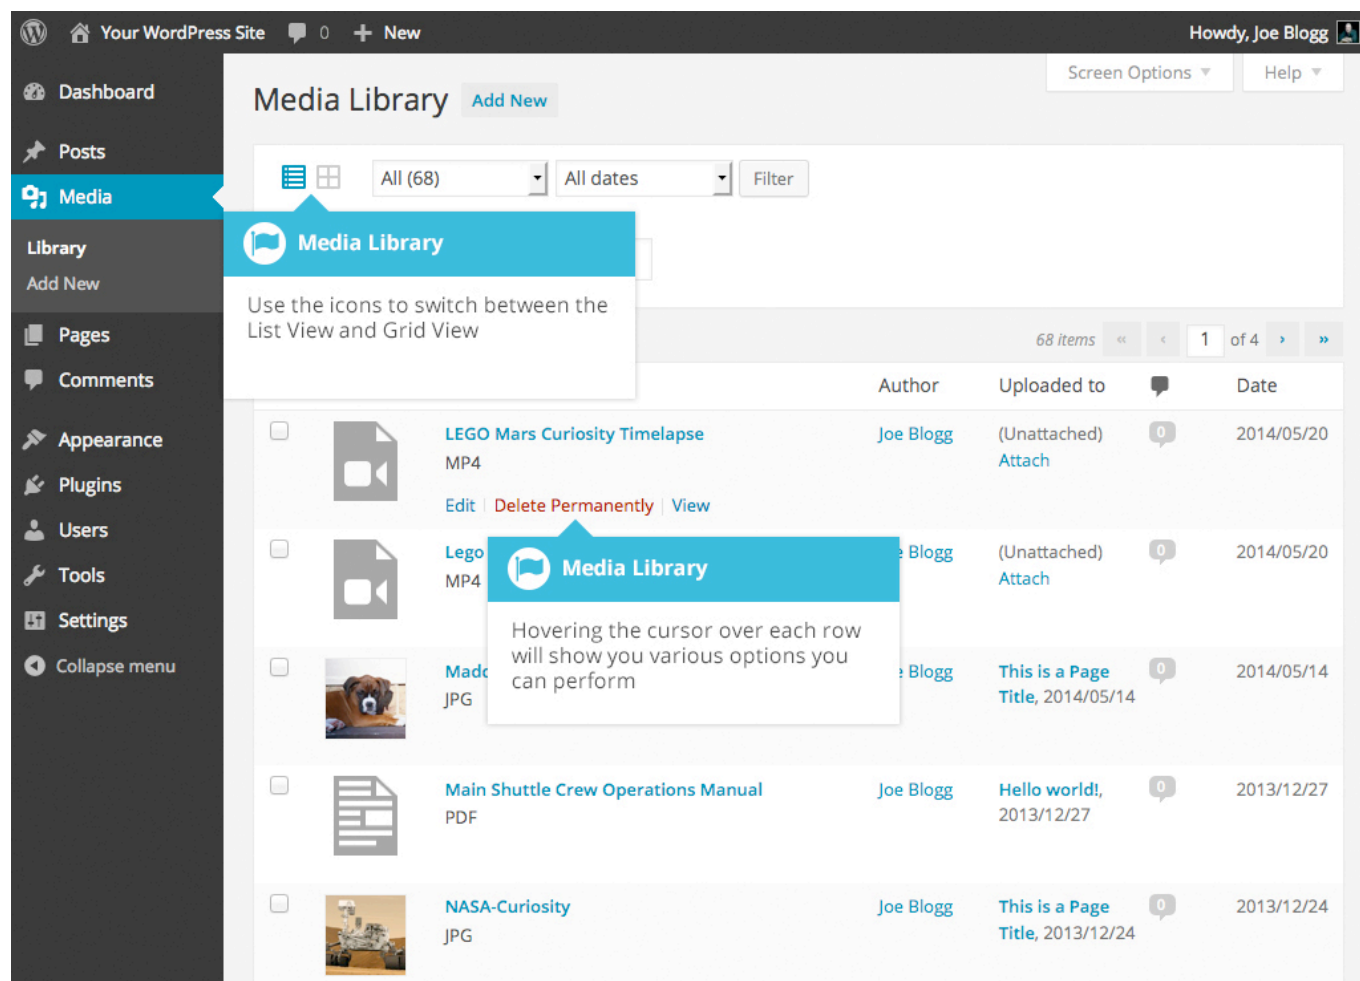 Your WordPress Site 0 + New Howdy, Joe Blogg
Screen Options Help
Dashboard
Posts
Media
Library
Add New
Pages
Comments
Appearance
Plugins
Users
Tools
Settings
Collapse menu
Media Library Add New
All (68) All dates Filter
Media Library
Use the icons to switch between the
List View and Grid View
68 items « ‹ 1 of 4 › »
Author Uploaded to Date
LEGO Mars Curiosity Timelapse Joe Blogg (Unattached) 0 2014/05/20
MP4 Attach
Edit | Delete Permanently | View
Lego Blogg (Unattached) 0 2014/05/20
MP4 Attach
Media Library
Hovering the cursor over each row
will show you various options you
can perform
Blogg This is a Page 0 2014/05/14
JPG Title, 2014/05/14
Main Shuttle Crew Operations Manual Joe Blogg Hello world!, 0 2013/12/27
PDF 2013/12/27
NASA-Curiosity Joe Blogg This is a Page 0 2013/12/24
JPG Title, 2013/12/24